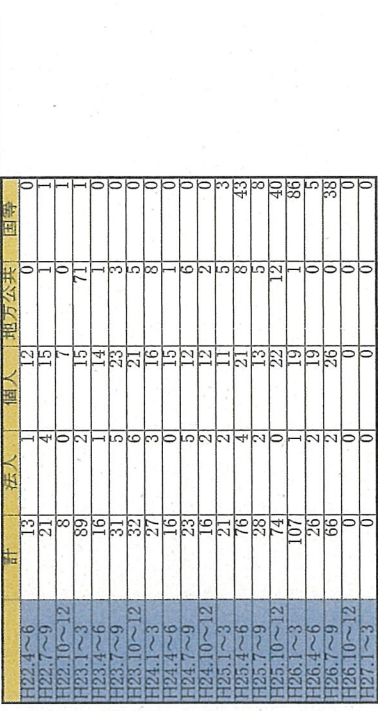 計 法人 個人 地方公共 国等
H22.4～6 13 1 12 0 0
H22.7～9 21 4 15 1 1
H22.10～12 8 0 7 0 1
H23.1～3 89 2 15 71 1
H23.4～6 16 1 14 1 0
H23.7～9 31 5 23 3 0
H23.10～12 32 6 21 5 0
H24.1～3 27 3 16 8 0
H24.4～6 16 0 15 1 0
H24.7～9 23 5 12 6 0
H24.10～12 16 2 12 2 0
H25.1～3 21 2 11 5 3
H25.4～6 76 4 21 8 43
H25.7～9 28 2 13 5 8
H25.10～12 74 0 22 12 40
H26.1～3 107 1 19 1 86
H26.4～6 26 2 19 0 5
H26.7～9 66 2 26 0 38
H26.10～12 0 0 0 0 0
H27.1～3 0 0 0 0 0